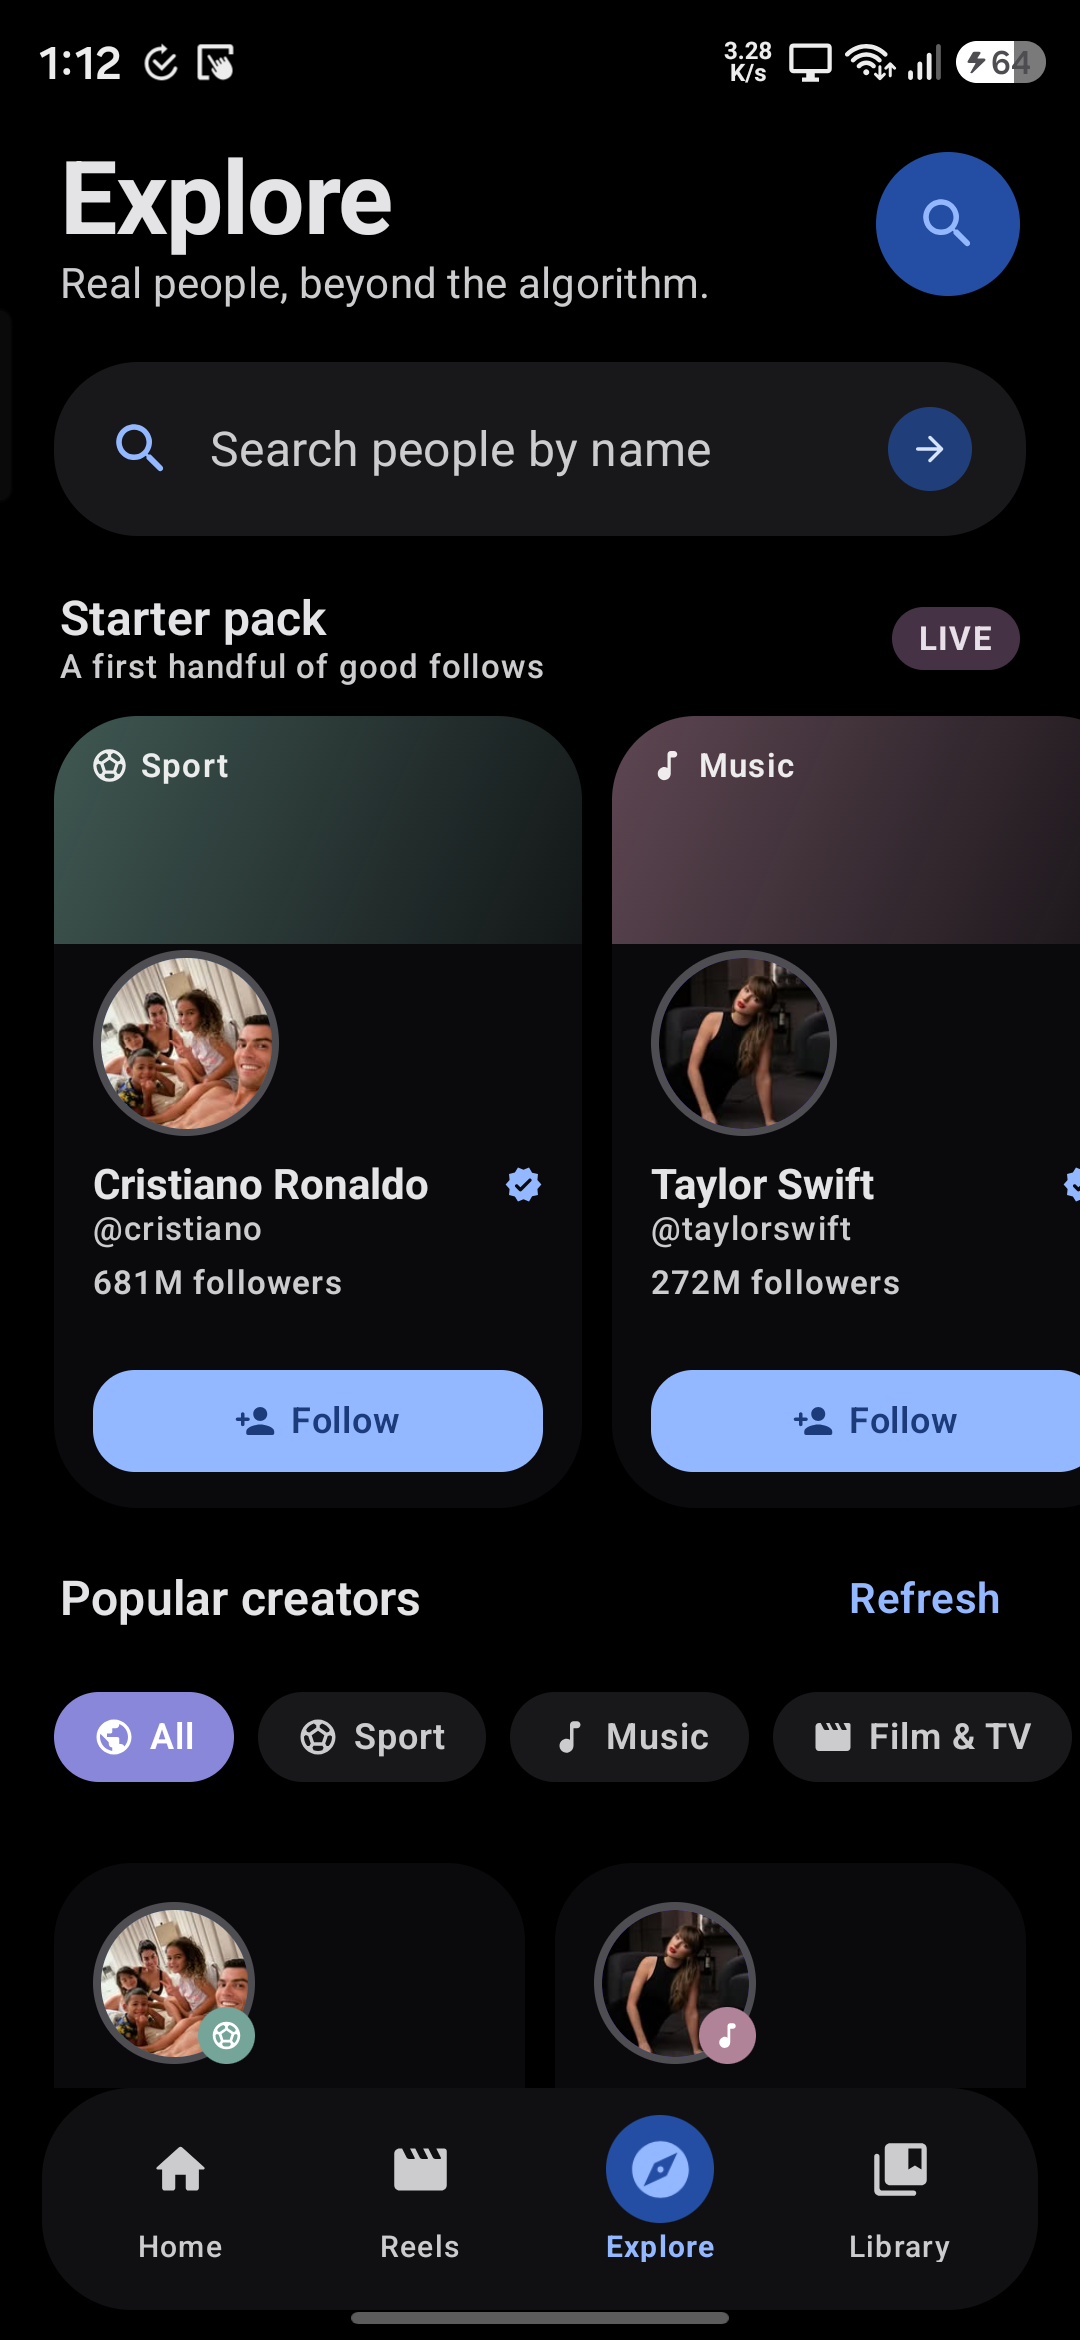 1:12
3.28
K/s
64
Explore
Real people, beyond the algorithm.
Search people by name
Starter pack
A first handful of good follows
LIVE
Sport
Music
Cristiano Ronaldo
@cristiano
681M followers
Follow
Taylor Swift
@taylorswift
272M followers
Follow
Popular creators
Refresh
All
Sport
Music
Film & TV
Home
Reels
Explore
Library